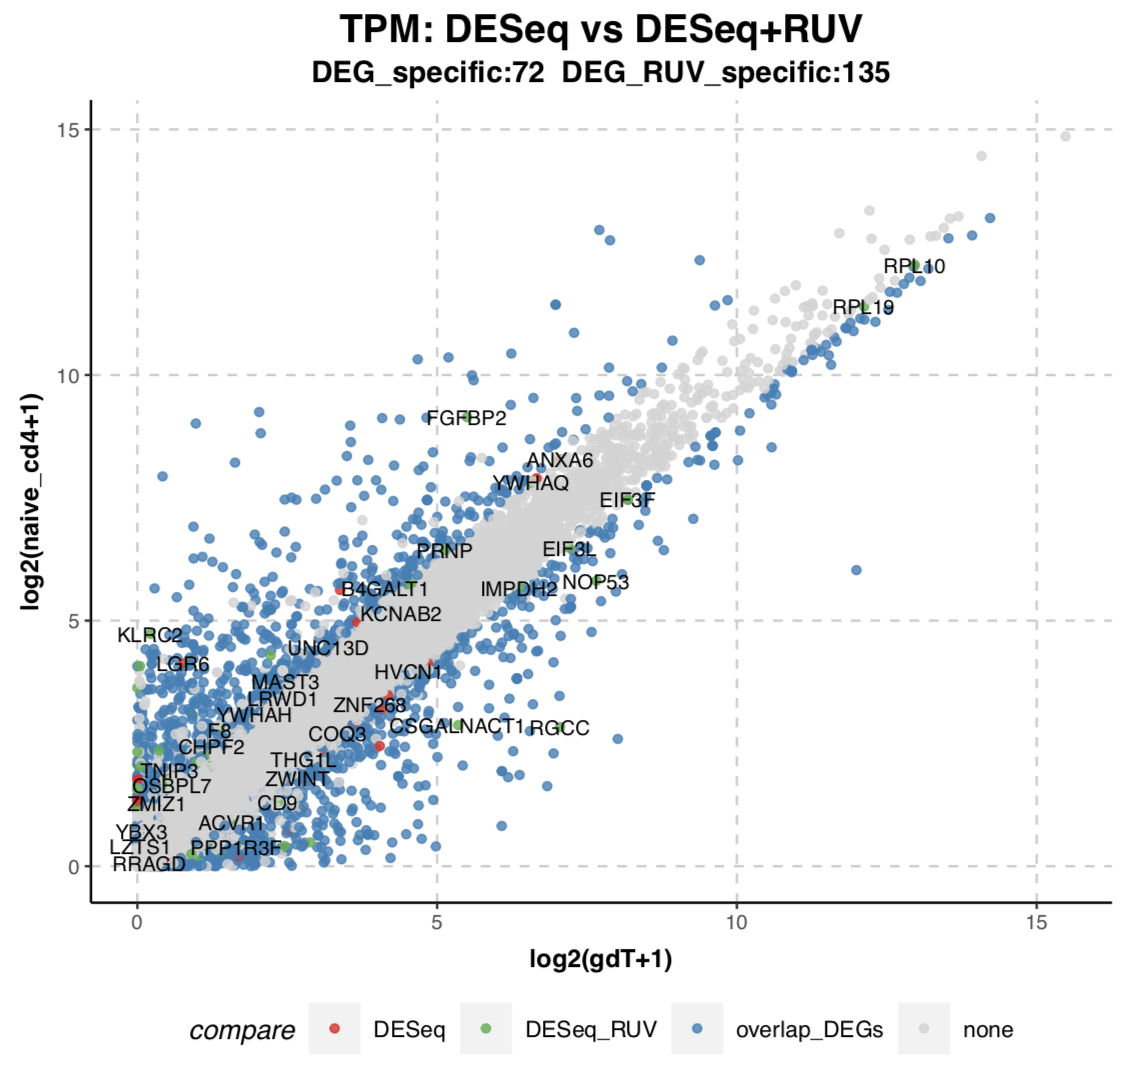 TPM: DESeq vs DESeq+RUV
DEG_specific:72  DEG_RUV_specific:135
log2(naive_cd4+1)
15
10
5
0
RPL10
RPL19
FGFBP2
ANXA6
YWHAQ
EIF3F
PRNP
EIF3L
B4GALT1
IMPDH2
NOP53
KCNAB2
KLRC2
UNC13D
LGR6
HVCN1
MAST3
LRWD1
ZNF268
YWHAH
F8
COQ3
CSGALNACT1
RGCC
CHPF2
THG1L
TNIP3
ZWINT
OSBPL7
ZMIZ1
CD9
ACVR1
YBX3
LZTS1
PPP1R3F
RRAGD
0
5
10
15
log2(gdT+1)
compare
DESeq
DESeq_RUV
overlap_DEGs
none